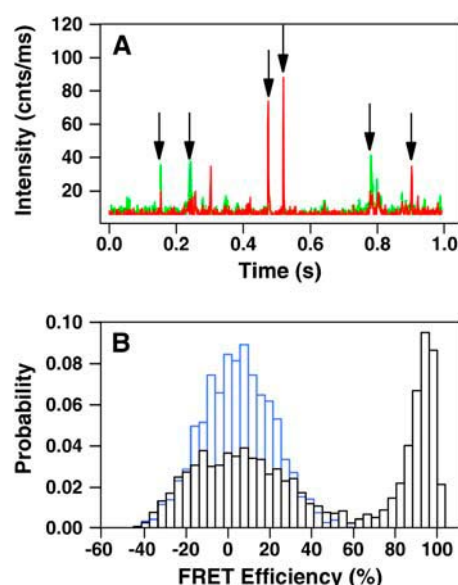 A
Intensity (cnts/ms)
120
100
80
60
40
20
0.0 0.2 0.4 0.6 0.8 1.0
Time (s)
B
Probability
0.10
0.08
0.06
0.04
0.02
0.00
-60 -40 -20 0 20 40 60 80 100
FRET Efficiency (%)